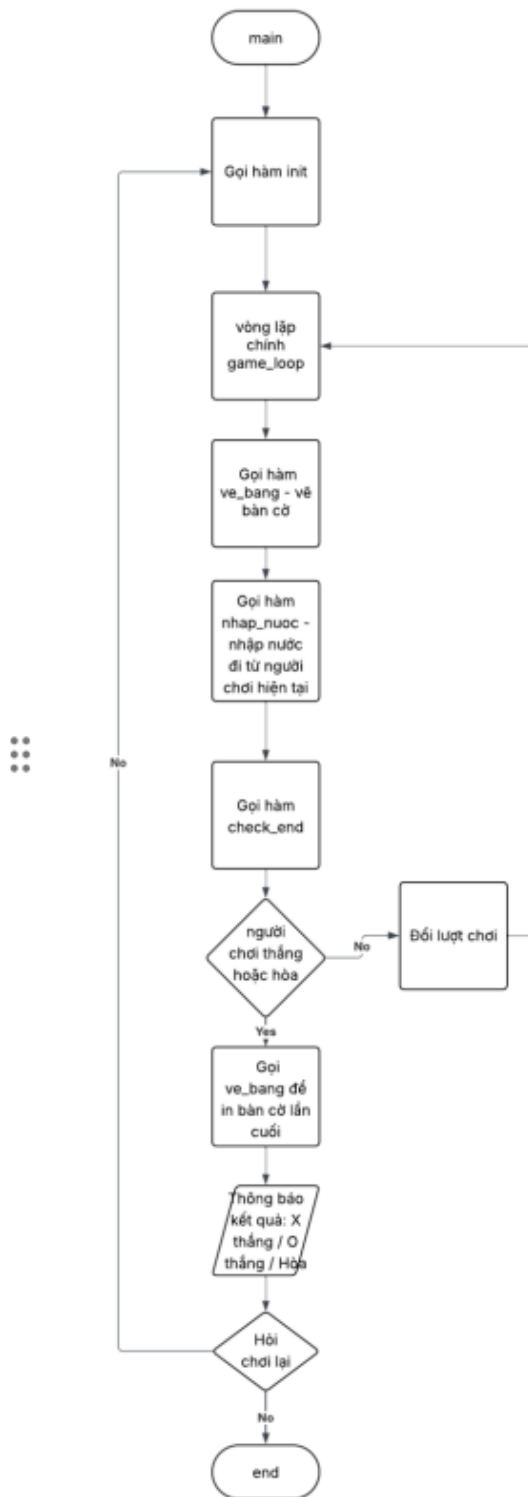 main
Gọi hàm init
vòng lặp
chính
game_loop
Gọi hàm
ve_bang - vẽ
bàn cờ
Gọi hàm
nhap_nuoc -
nhập nước
đi từ người
chơi hiện tại
No
Gọi hàm
check_end
người
chơi thắng
hoặc hòa
No
Đổi lượt chơi
Yes
Gọi
ve_bang để
in bàn cờ lần
cuối
Thông báo
kết quả: X
thắng / O
thắng / Hòa
Hỏi
chơi lại
No
end